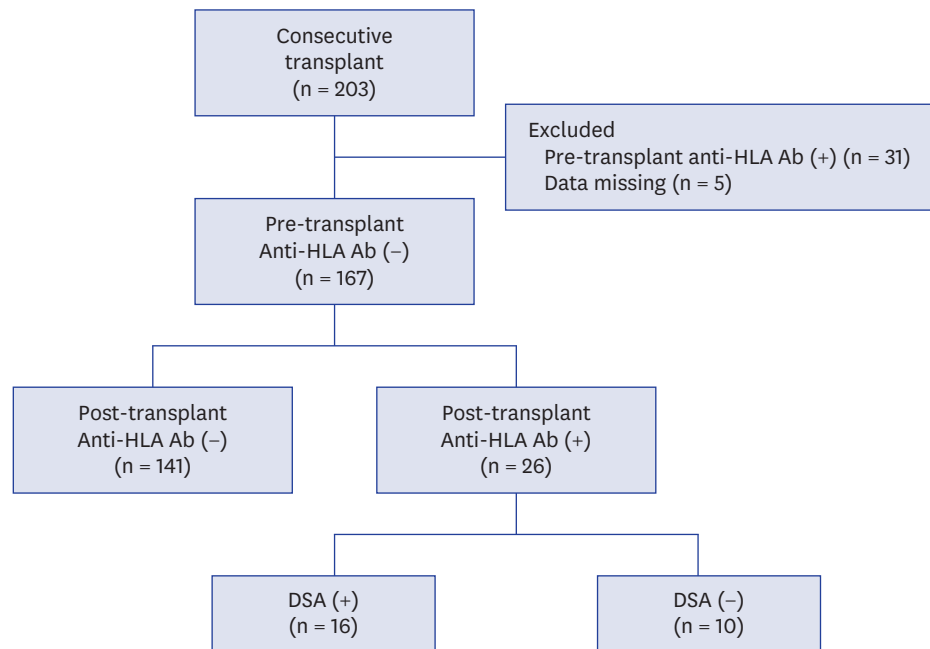 Consecutive
transplant
(n = 203)
Excluded
Pre-transplant anti-HLA Ab (+) (n = 31)
Data missing (n = 5)
Pre-transplant
Anti-HLA Ab (−)
(n = 167)
Post-transplant
Anti-HLA Ab (−)
(n = 141)
Post-transplant
Anti-HLA Ab (+)
(n = 26)
DSA (+)
(n = 16)
DSA (−)
(n = 10)